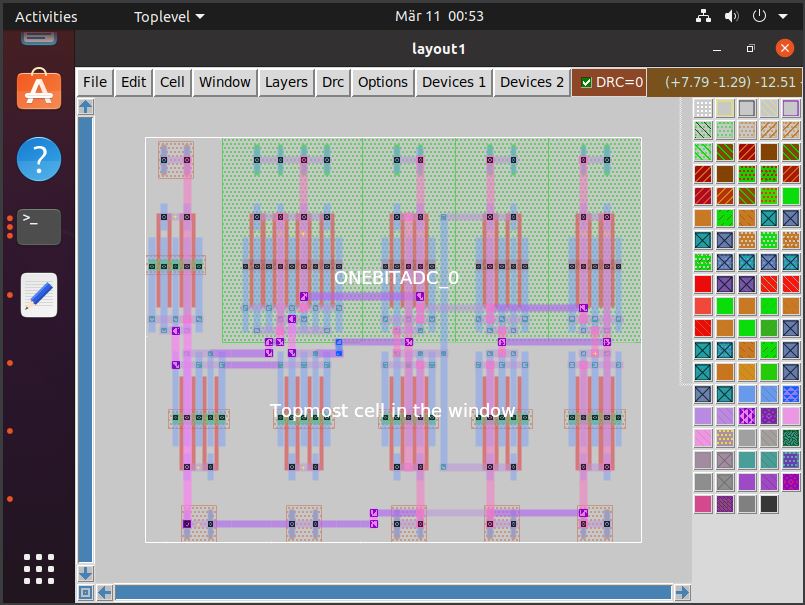 Activities
Toplevel
Mär 11 00:53
layout1
File Edit Cell Window Layers Drc Options Devices 1 Devices 2 DRC=0 (+7.79 -1.29) -12.51
ONEBITADC_0
Topmost cell in the window